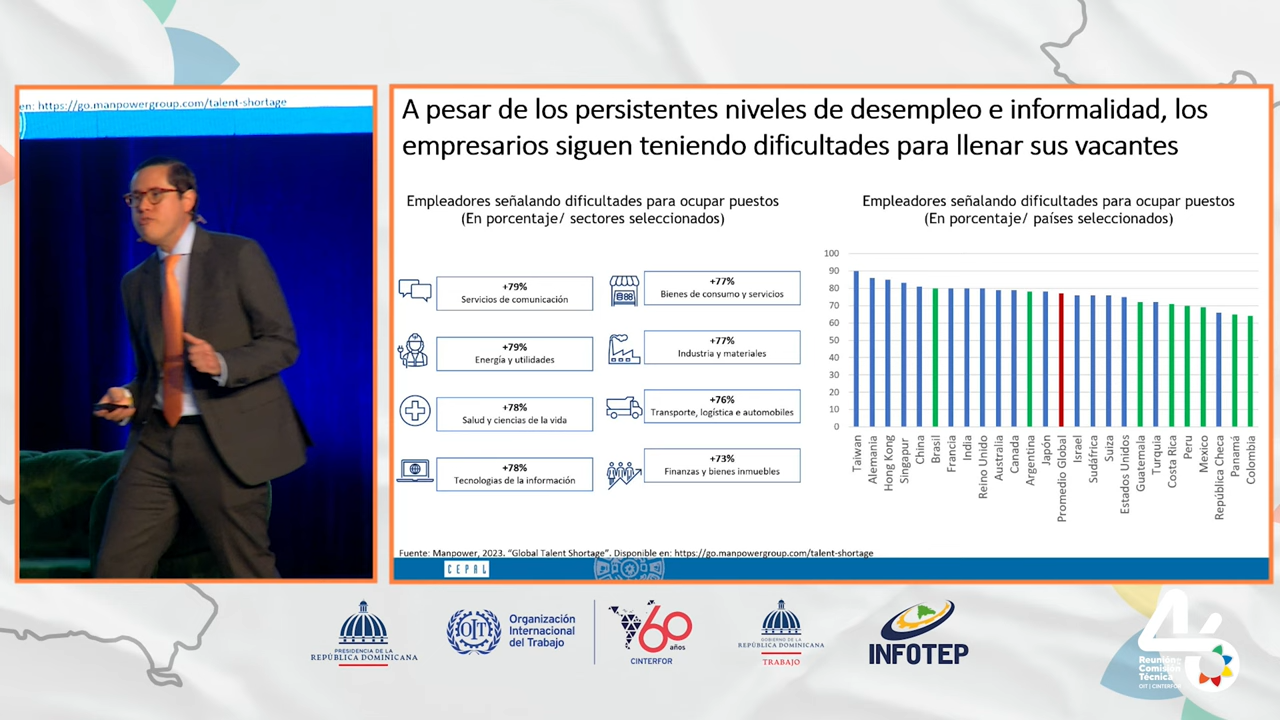 en: https://go.manpowergroup.com/talent-shortage
A pesar de los persistentes niveles de desempleo e informalidad, los
empresarios siguen teniendo dificultades para llenar sus vacantes
Empleadores señalando dificultades para ocupar puestos
(En porcentaje/ sectores seleccionados)
+79%
Servicios de comunicación
+77%
Bienes de consumo y servicios
+79%
Energía y utilidades
+77%
Industria y materiales
+78%
Salud y ciencias de la vida
+76%
Transporte, logística e automobiles
+78%
Tecnologías de la información
+73%
Finanzas y bienes inmuebles
Empleadores señalando dificultades para ocupar puestos
(En porcentaje/ países seleccionados)
100
90
80
70
60
50
40
30
20
10
0
Taiwan
Alemania
Hong Kong
Singapur
China
Brasil
Francia
India
Reino Unido
Australia
Canada
Argentina
Japón
Promedio Global
Israel
Sudáfrica
Suiza
Estados Unidos
Guatemala
Turquia
Costa Rica
Peru
Mexico
República Checa
Panamá
Colombia
Fuente: Manpower, 2023. “Global Talent Shortage”. Disponible en: https://go.manpowergroup.com/talent-shortage
CEPAL
PRESIDENCIA DE LA
REPÚBLICA DOMINICANA
OIT
Organización
Internacional
del Trabajo
60
años
CINTERFOR
GOBIERNO DE LA
REPÚBLICA DOMINICANA
TRABAJO
INFOTEP
46
Reunión
Comisión
Técnica
OIT | CINTERFOR